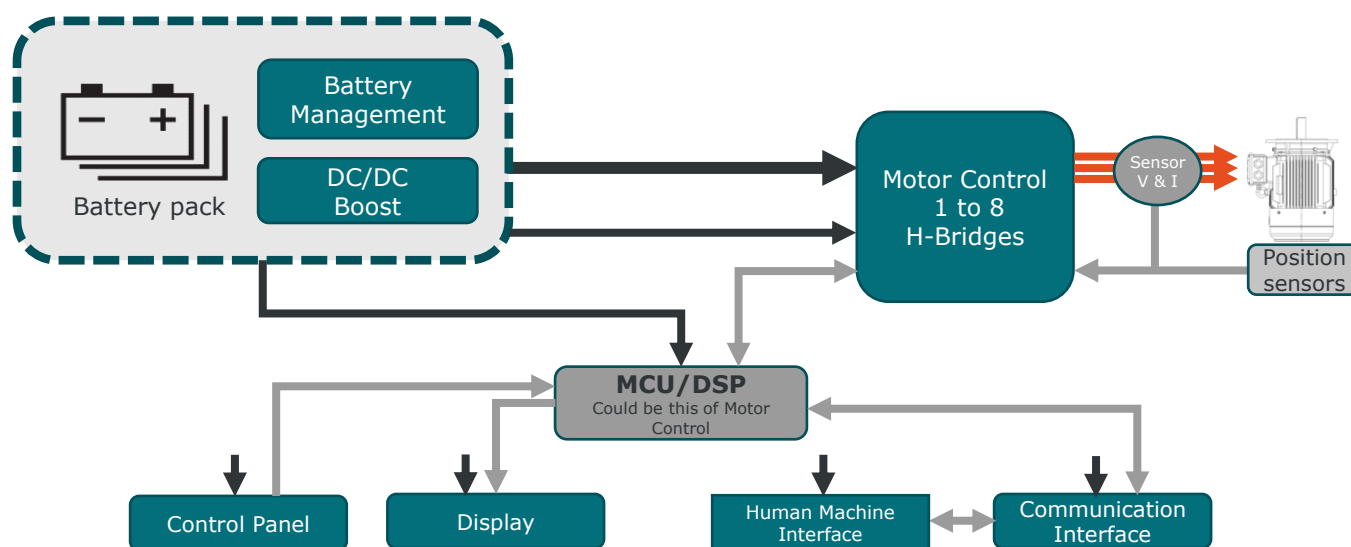 Battery
Management
DC/DC
Boost
Battery pack
Motor Control
1 to 8
H-Bridges
Sensor
V & I
Position
sensors
MCU/DSP
Could be this of Motor
Control
Control Panel
Display
Human Machine
Interface
Communication
Interface